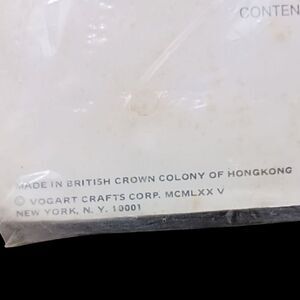 CONTEN
MADE IN BRITISH CROWN COLONY OF HONGKONG
© VOGART CRAFTS CORP. MCMLXX V
NEW YORK, N. Y. 10001